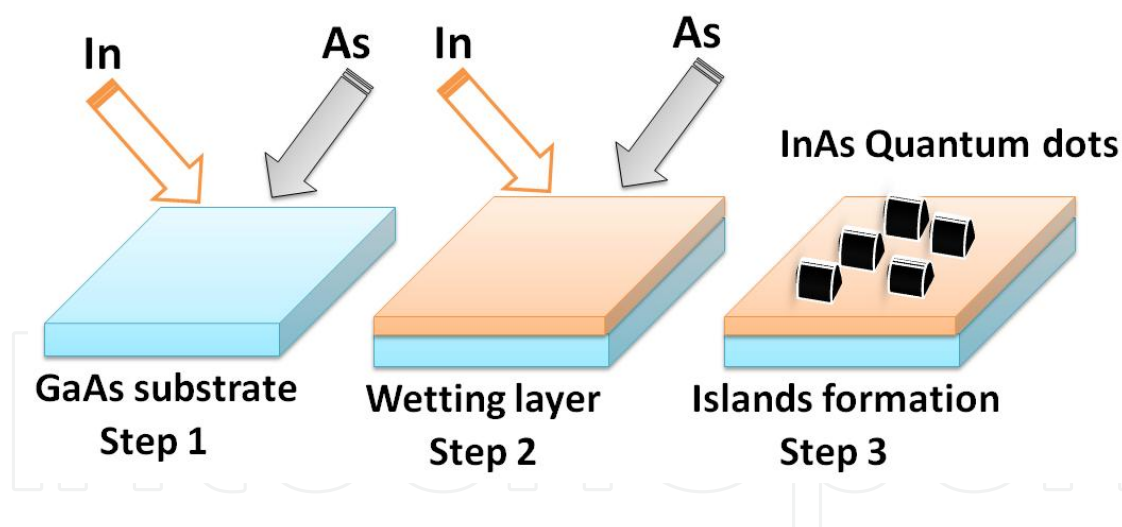 In
As
In
As
InAs Quantum dots
GaAs substrate
Step 1
Wetting layer
Step 2
Islands formation
Step 3